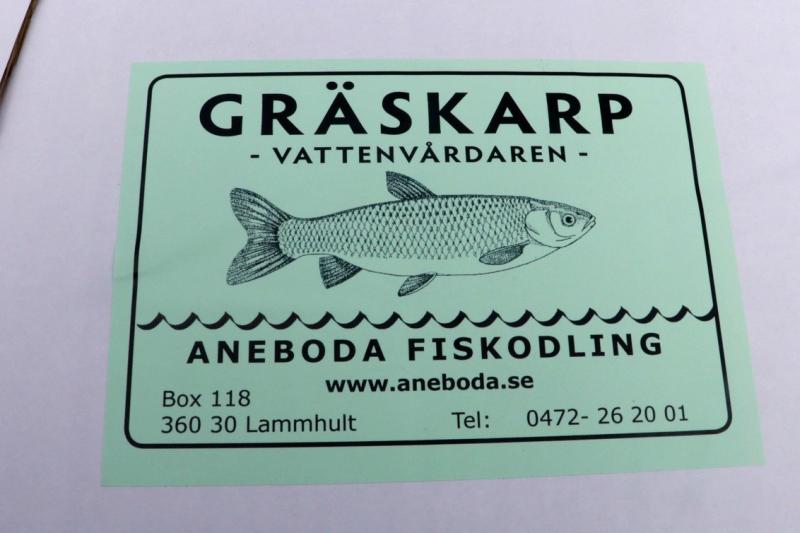 GRÄSKARP
- VATTENVÅRDAREN -
ANEBODA FISKODLING
www.aneboda.se
Box 118
360 30 Lammhult Tel: 0472- 26 20 01